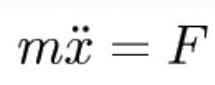 mẍ = F